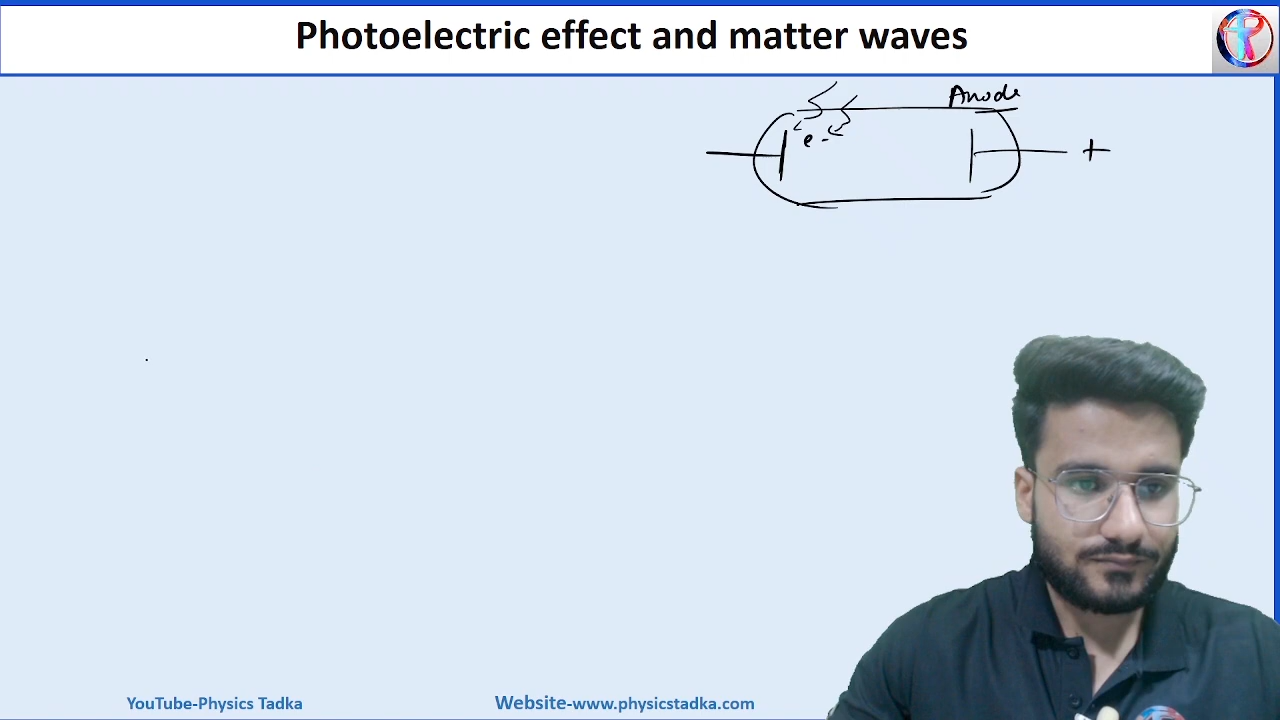 Photoelectric effect and matter waves
Anode
e-
+
YouTube-Physics Tadka
Website-www.physicstadka.com